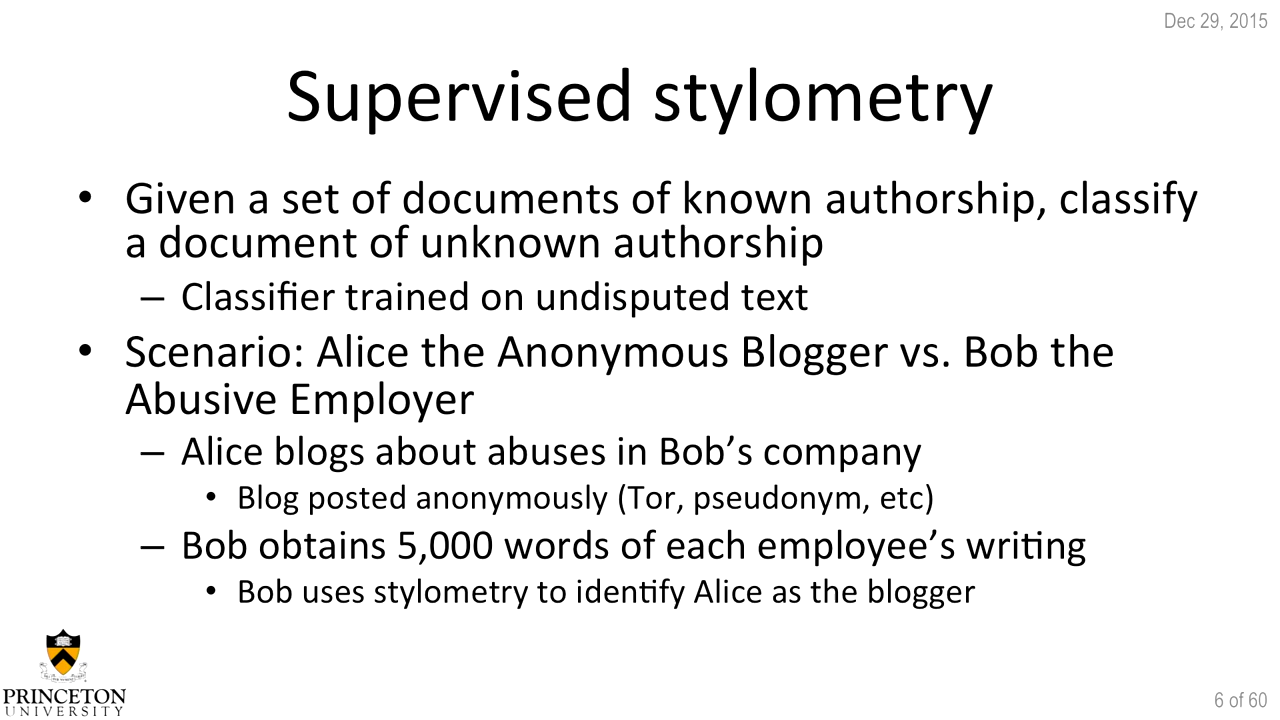 Dec 29, 2015
Supervised stylometry
• Given a set of documents of known authorship, classify
a document of unknown authorship
– Classifier trained on undisputed text
• Scenario: Alice the Anonymous Blogger vs. Bob the
Abusive Employer
– Alice blogs about abuses in Bob’s company
• Blog posted anonymously (Tor, pseudonym, etc)
– Bob obtains 5,000 words of each employee’s writing
• Bob uses stylometry to identify Alice as the blogger
PRINCETON
UNIVERSITY
6 of 60